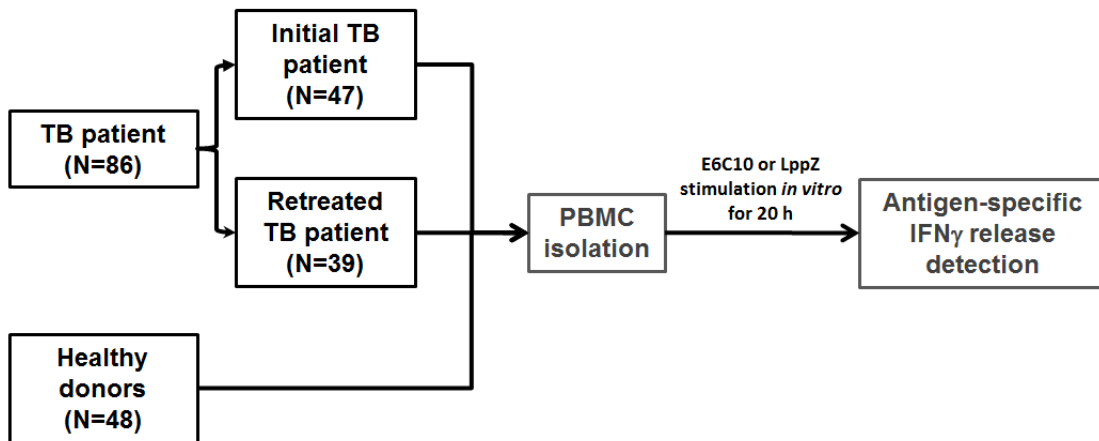 Initial TB
patient
(N=47)
TB patient
(N=86)
Retreated
TB patient
(N=39)
Healthy
donors
(N=48)
PBMC
isolation
E6C10 or LppZ
stimulation in vitro
for 20 h
Antigen-specific
IFNγ release
detection